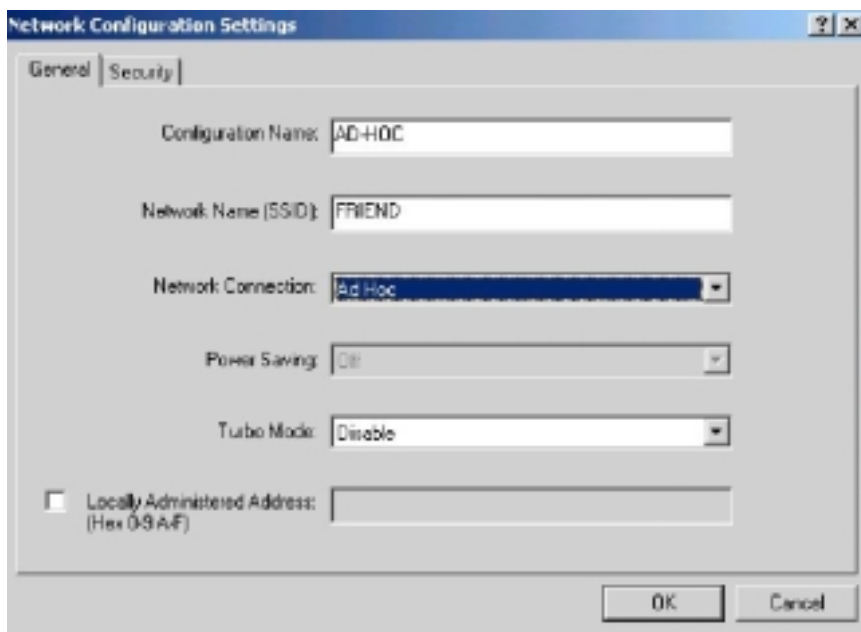 Network Configuration Settings
General Security
Configuration Name: AD-HOC
Network Name (SSID): FRIEND
Network Connection: Ad Hoc
Power Saving: Off
Turbo Mode: Disable
Locally Administered Address:
(Hex 0-9 A-F)
OK Cancel